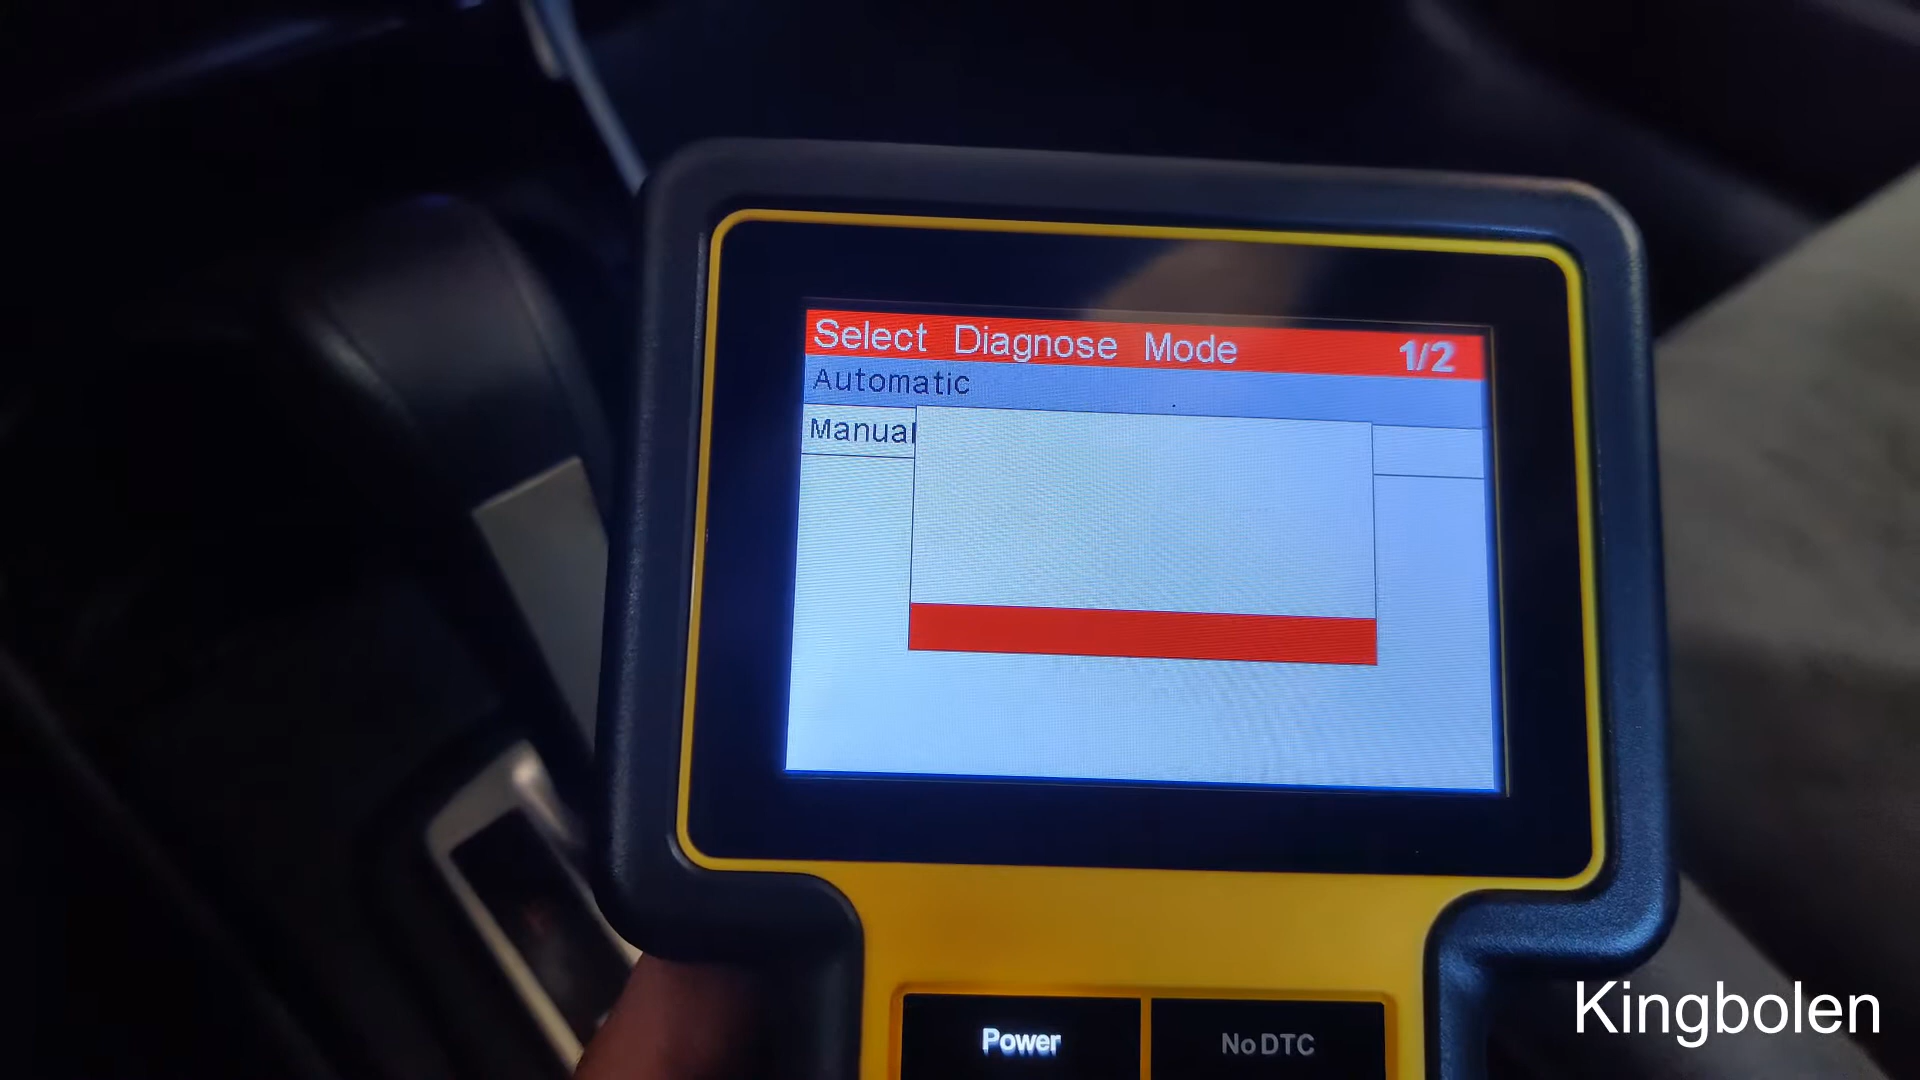 Select Diagnose Mode 1/2
Automatic
Manual
Power
No DTC
Kingbolen